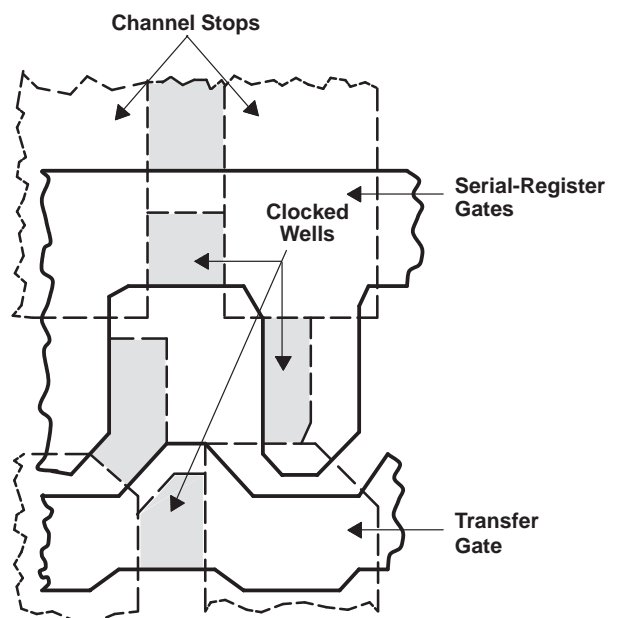 Channel Stops
Serial-Register
Gates
Clocked
Wells
Transfer
Gate